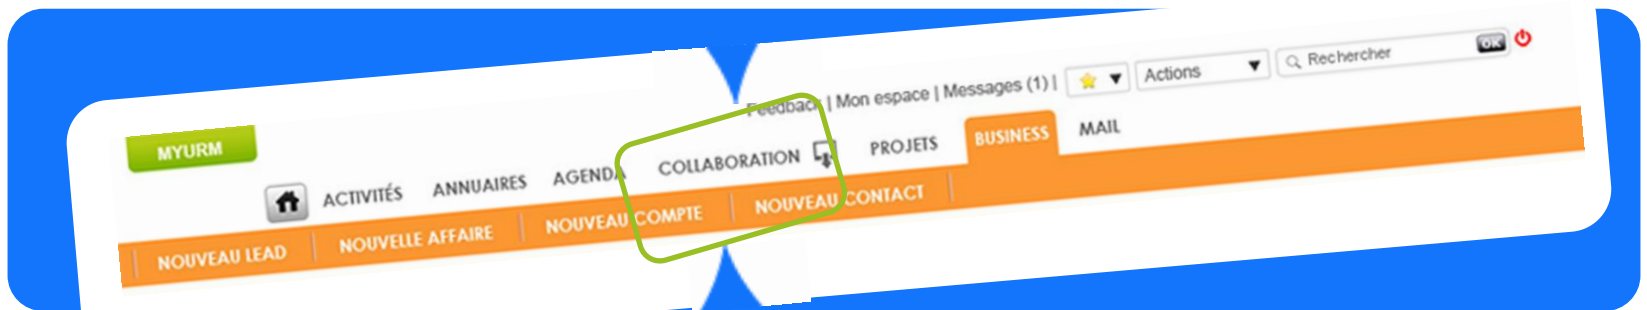 Feedback | Mon espace | Messages (1) | Actions Rechercher OK
MYURM
ACTIVITÉS ANNUAIRES AGENDA COLLABORATION PROJETS BUSINESS MAIL
NOUVEAU LEAD NOUVELLE AFFAIRE NOUVEAU COMPTE NOUVEAU CONTACT